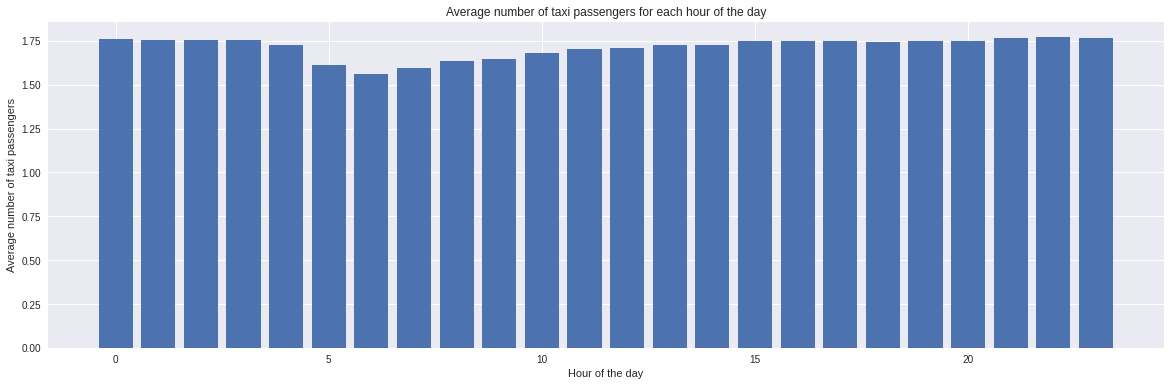 Average number of taxi passengers for each hour of the day
Average number of taxi passengers
1.75
1.50
1.25
1.00
0.75
0.50
0.25
0.00
0 5 10 15 20
Hour of the day